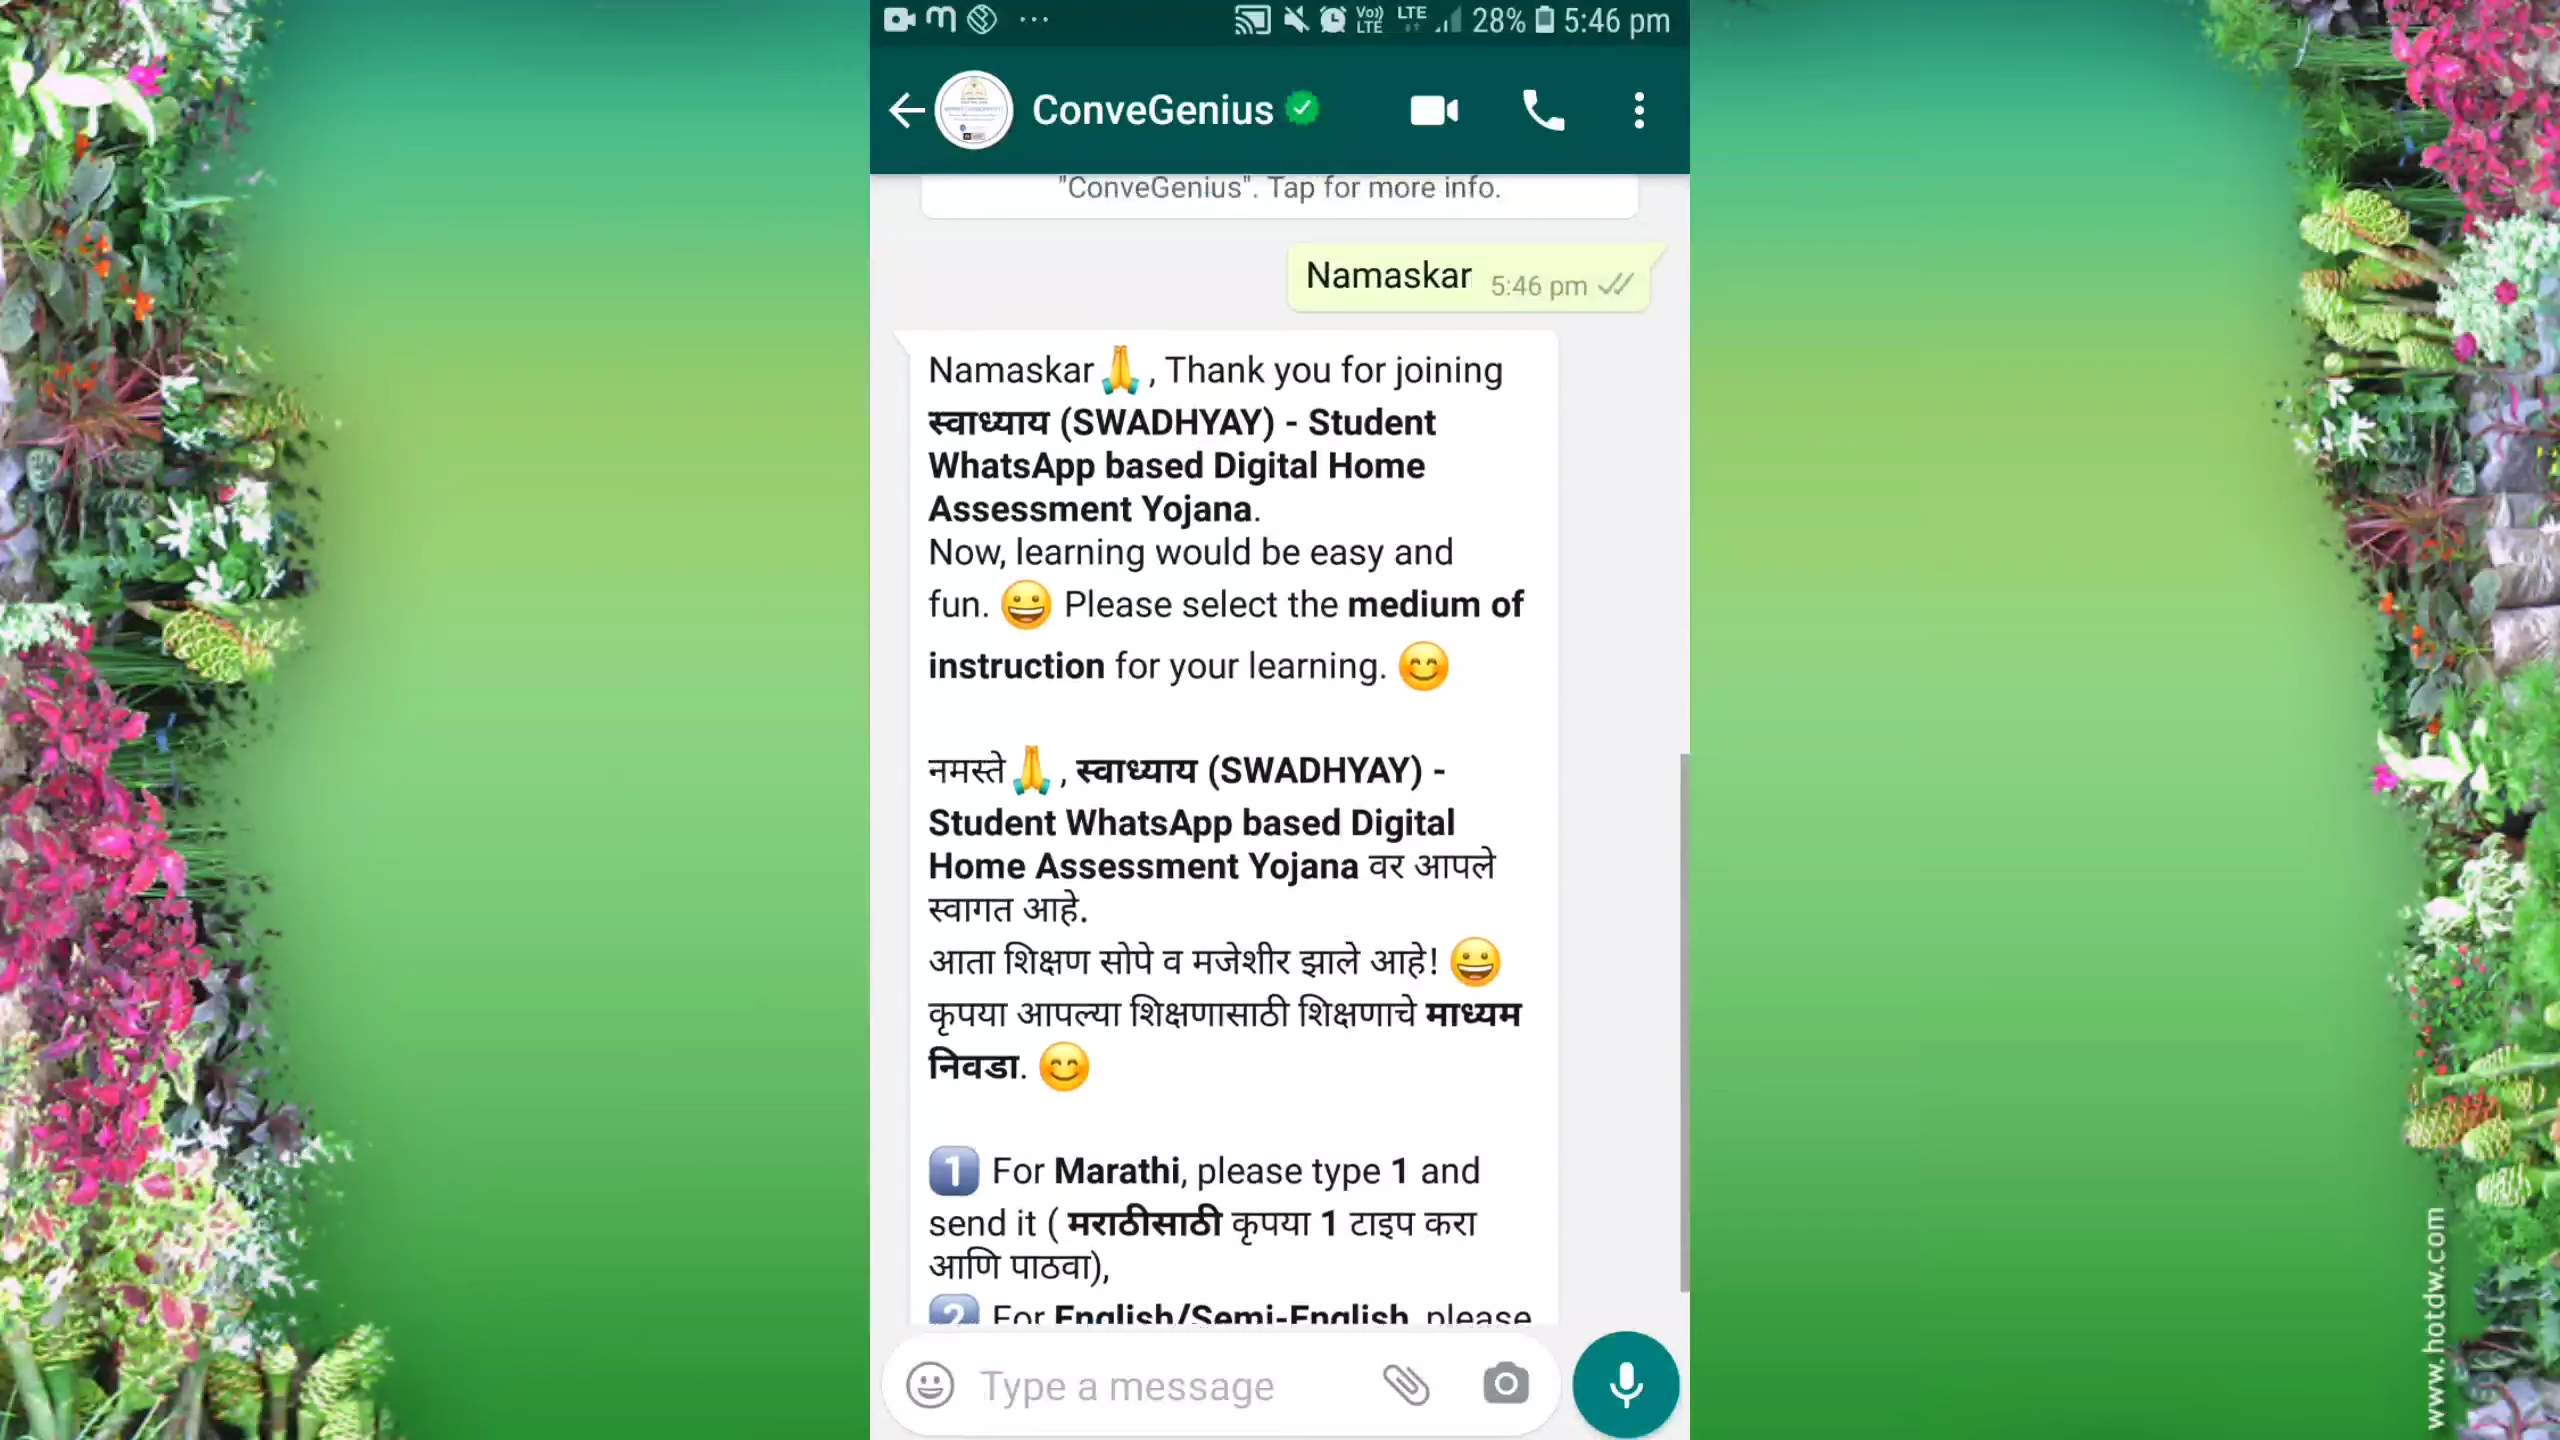 28% 5:46 pm
ConveGenius
"ConveGenius". Tap for more info.
Namaskar 5:46 pm
Namaskar🙏, Thank you for joining
स्वाध्याय (SWADHYAY) - Student
WhatsApp based Digital Home
Assessment Yojana.
Now, learning would be easy and
fun. 😀 Please select the medium of
instruction for your learning. 😊
नमस्ते🙏, स्वाध्याय (SWADHYAY) -
Student WhatsApp based Digital
Home Assessment Yojana वर आपले
स्वागत आहे.
आता शिक्षण सोपे व मजेशीर झाले आहे! 😀
कृपया आपल्या शिक्षणासाठी शिक्षणाचे माध्यम
निवडा. 😊
1️⃣ For Marathi, please type 1 and
send it ( मराठीसाठी कृपया 1 टाइप करा
आणि पाठवा),
2️⃣ For English/Semi-English, please
Type a message
www.hotdw.com